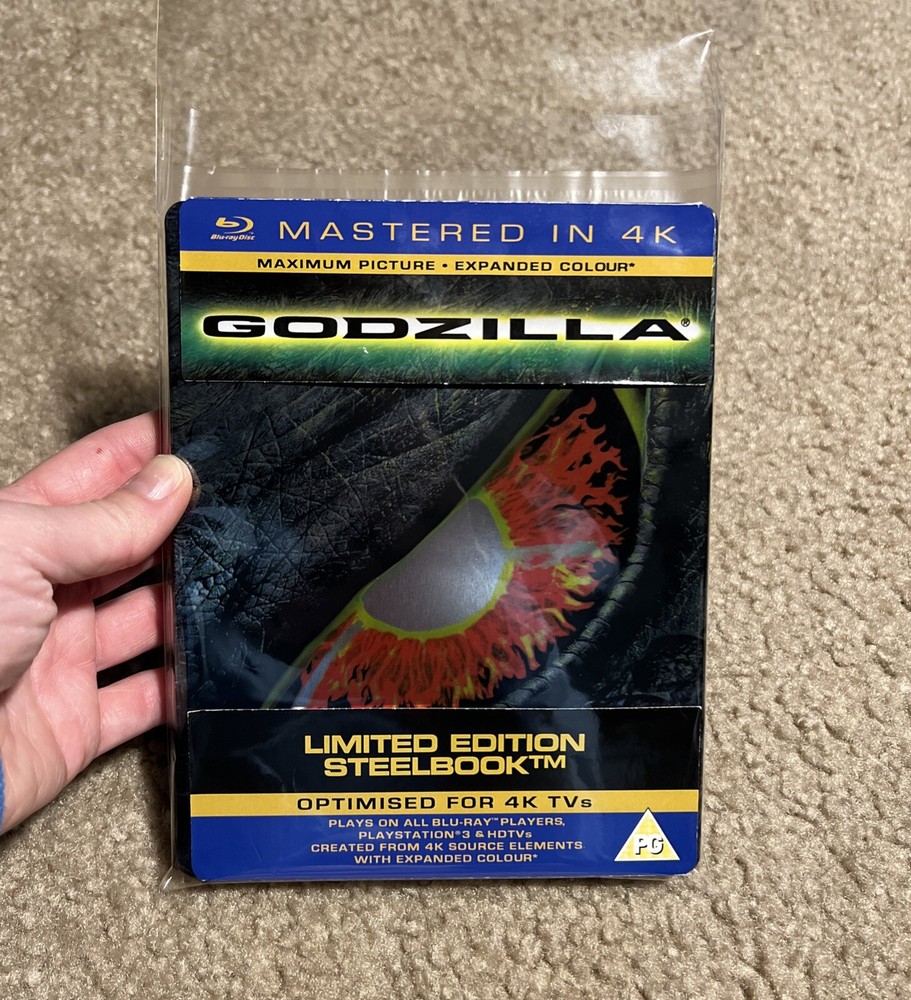 Blu-ray Disc MASTERED IN 4K
MAXIMUM PICTURE • EXPANDED COLOUR*
GODZILLA®
LIMITED EDITION
STEELBOOK™
OPTIMISED FOR 4K TVs
PLAYS ON ALL BLU-RAY™ PLAYERS,
PLAYSTATION®3 & HDTVs
CREATED FROM 4K SOURCE ELEMENTS
WITH EXPANDED COLOUR*
PG